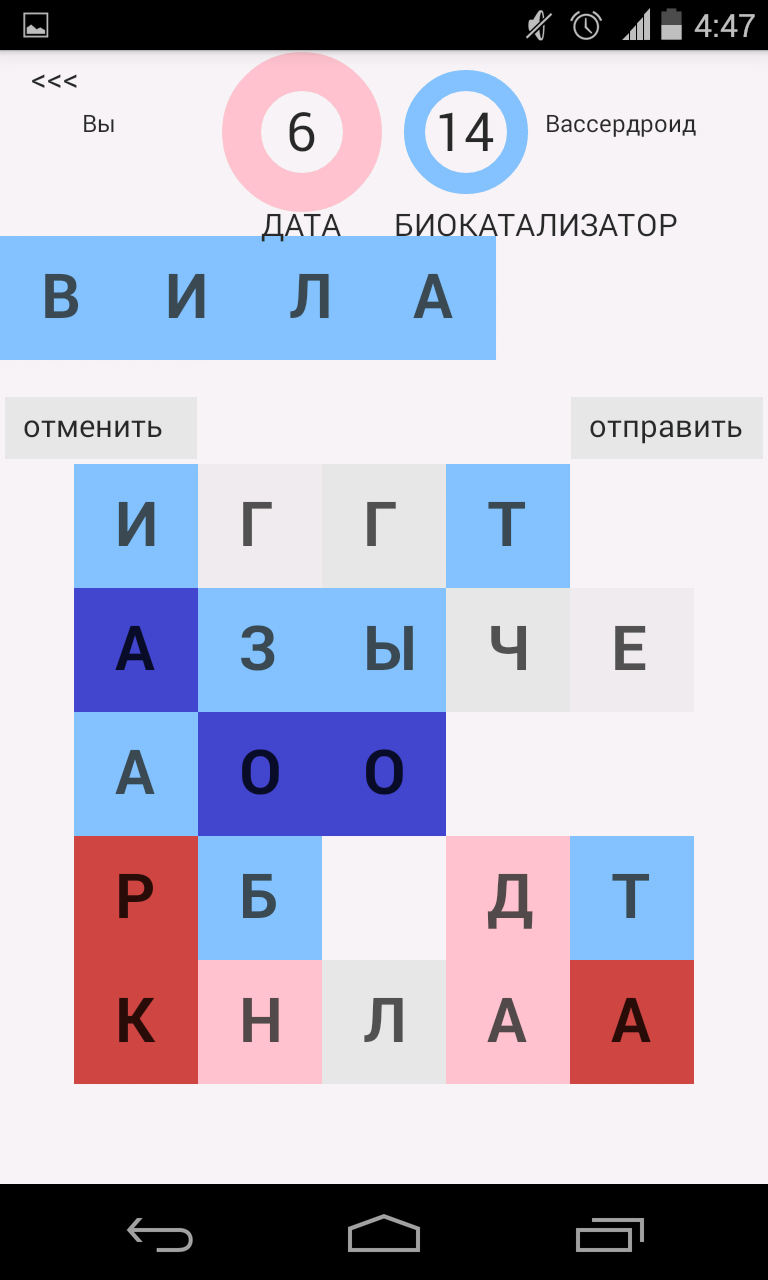 4:47
<<<
Вы 6 14 Вассердроид
ДАТА БИОКАТАЛИЗАТОР
В И Л А
отменить отправить
И Г Г Т
А З Ы Ч Е
А О О
Р Б Д Т
К Н Л А А